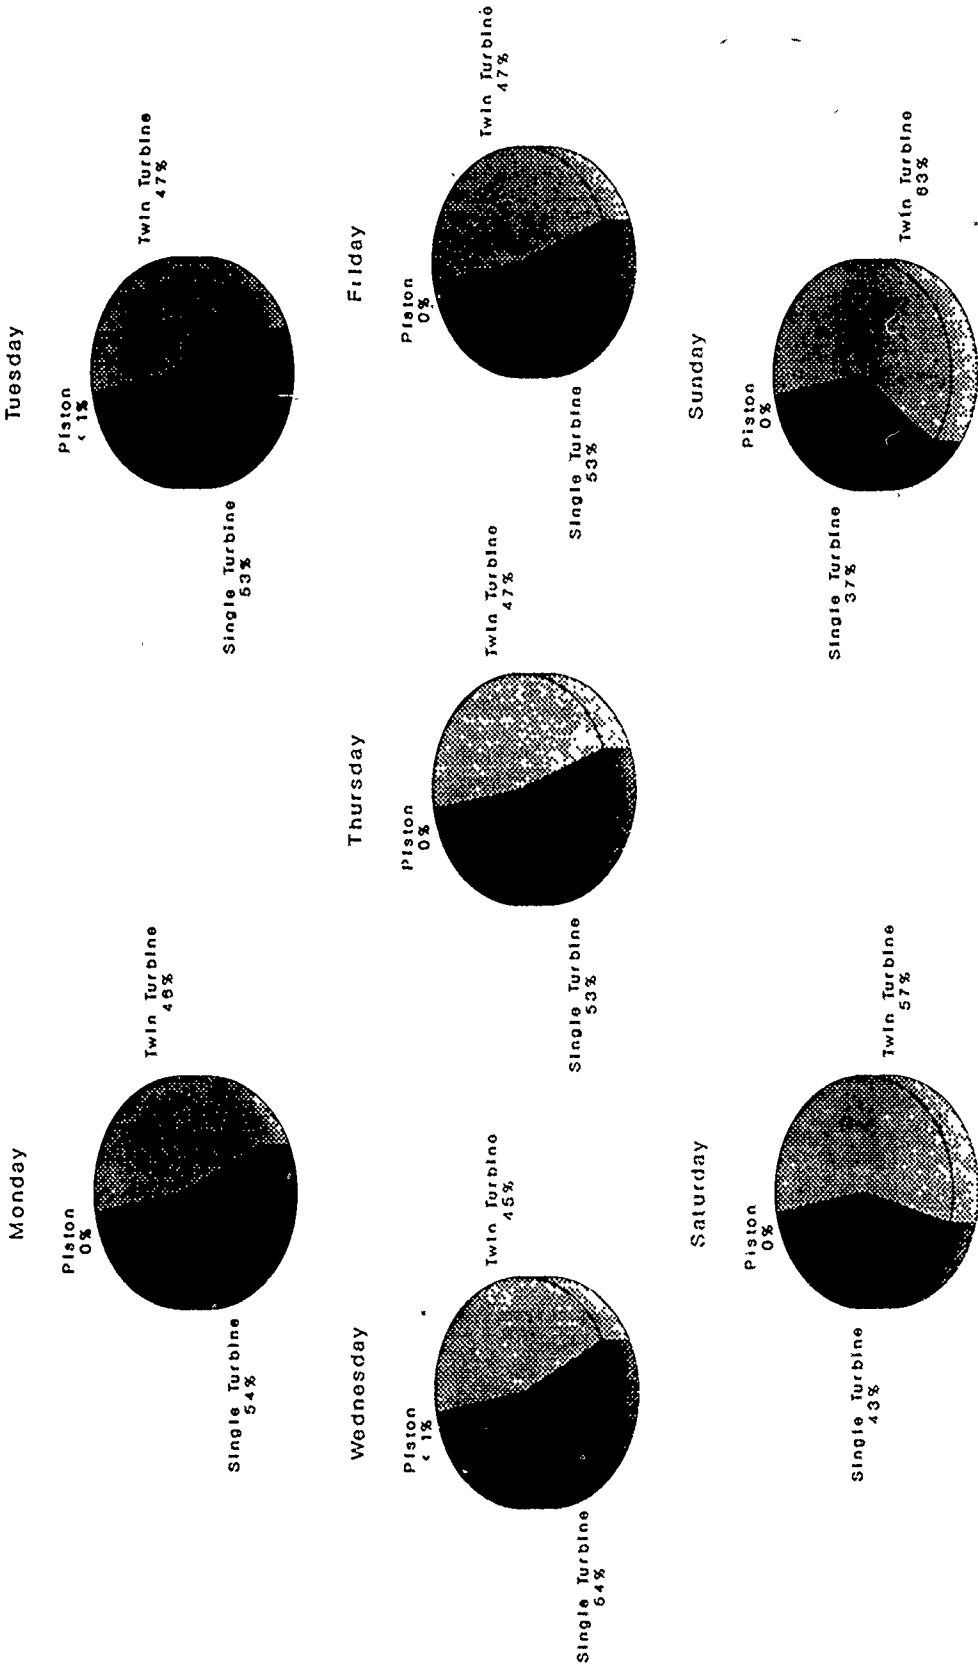 Monday
Piston
0%
Twin Turbine
46%
Single Turbine
54%
Tuesday
Piston
< 1%
Twin Turbine
47%
Single Turbine
53%
Wednesday
Piston
< 1%
Twin Turbine
45%
Single Turbine
54%
Thursday
Piston
0%
Twin Turbine
47%
Single Turbine
53%
Friday
Piston
0%
Twin Turbine
47%
Single Turbine
53%
Saturday
Piston
0%
Twin Turbine
57%
Single Turbine
43%
Sunday
Piston
0%
Twin Turbine
63%
Single Turbine
37%